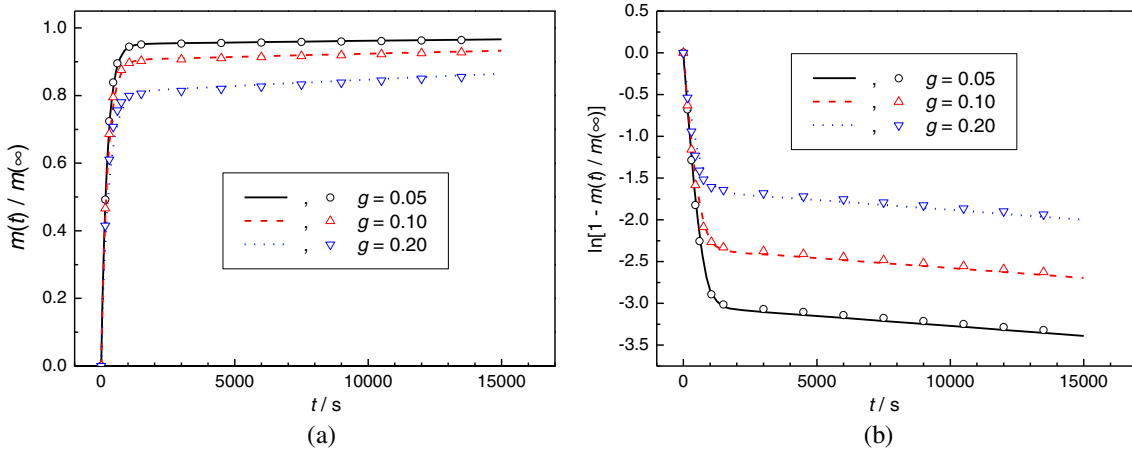 1.0
0.8
0.6
0.4
0.2
0.0
m(t) / m(∞)
, g = 0.05
, g = 0.10
, g = 0.20
0 5000 10000 15000
t / s
(a)
0,5
0,0
-0,5
-1,0
-1,5
-2,0
-2,5
-3,0
-3,5
ln[1 - m(t) / m(∞)]
, g = 0.05
, g = 0.10
, g = 0.20
0 5000 10000 15000
t / s
(b)